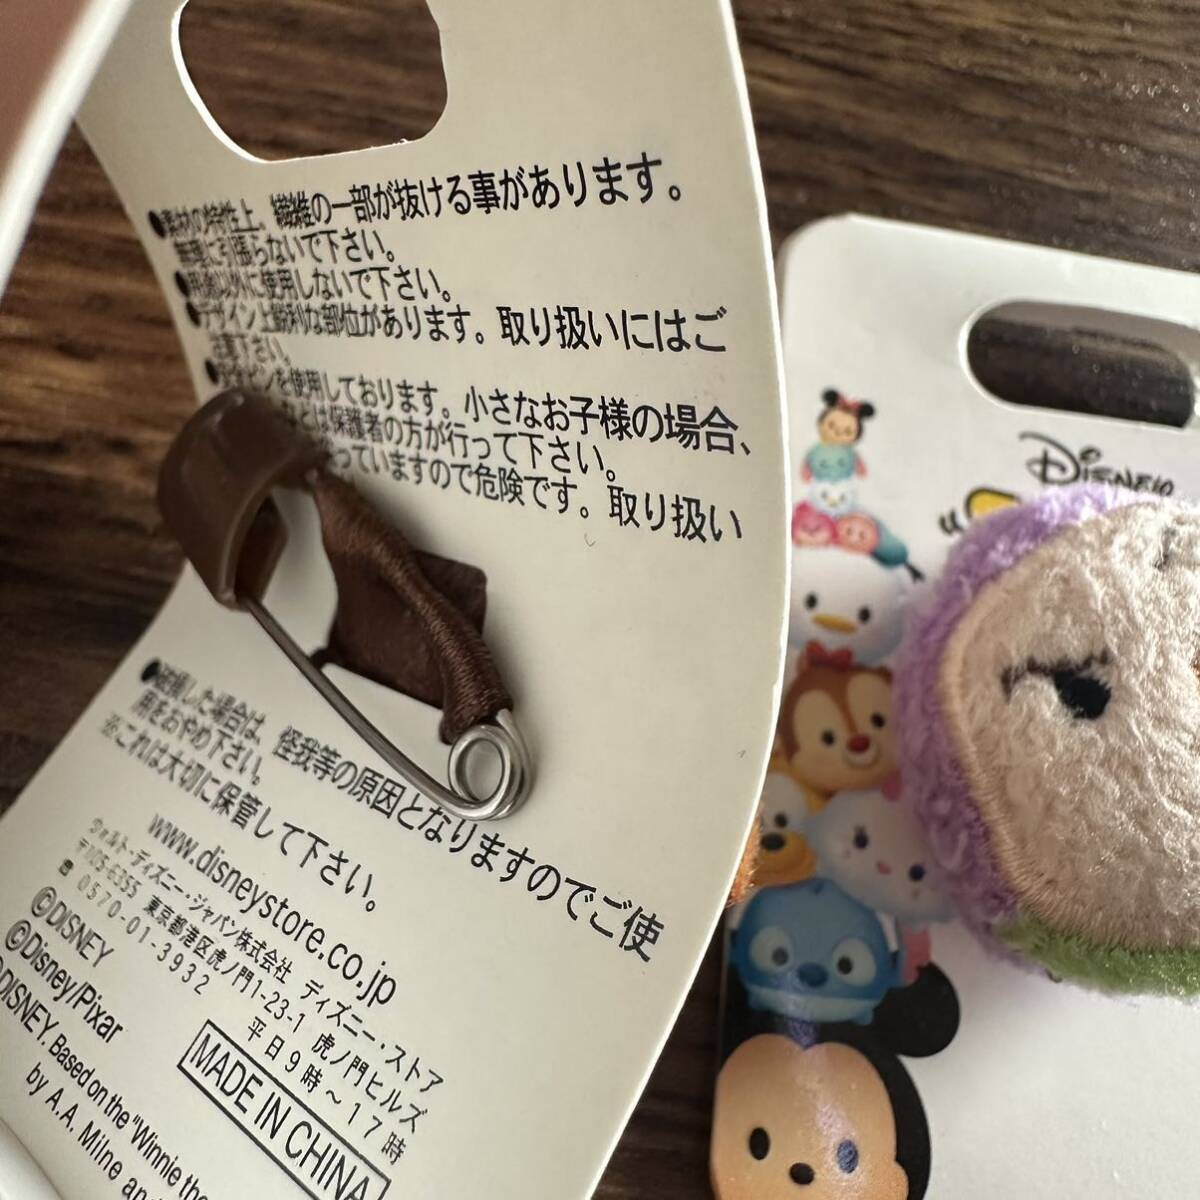 ●素材の特性上、繊維の一部が抜ける事があります。
無理に引張らないで下さい。
●用途以外に使用しないで下さい。
●デザイン上鋭利な部位があります。取り扱いにはご
注意下さい。
を使用しております。小さなお子様の場合、
は保護者の方が行って下さい。
っていますので危険です。取り扱い
●破損した場合は、怪我等の原因となりますのでご使
用をおやめ下さい。
※これは大切に保管して下さい。
www.disneystore.co.jp
ウォルト・ディズニー・ジャパン株式会社 ディズニー・ストア
〒105-6355 東京都港区虎ノ門1-23-1 虎ノ門ヒルズ
☎ 0570-01-3932 平日9時~17時
©DISNEY
©Disney/Pixar
©DISNEY. Based on the "Winnie the
by A.A. Milne an
MADE IN CHINA
Disney